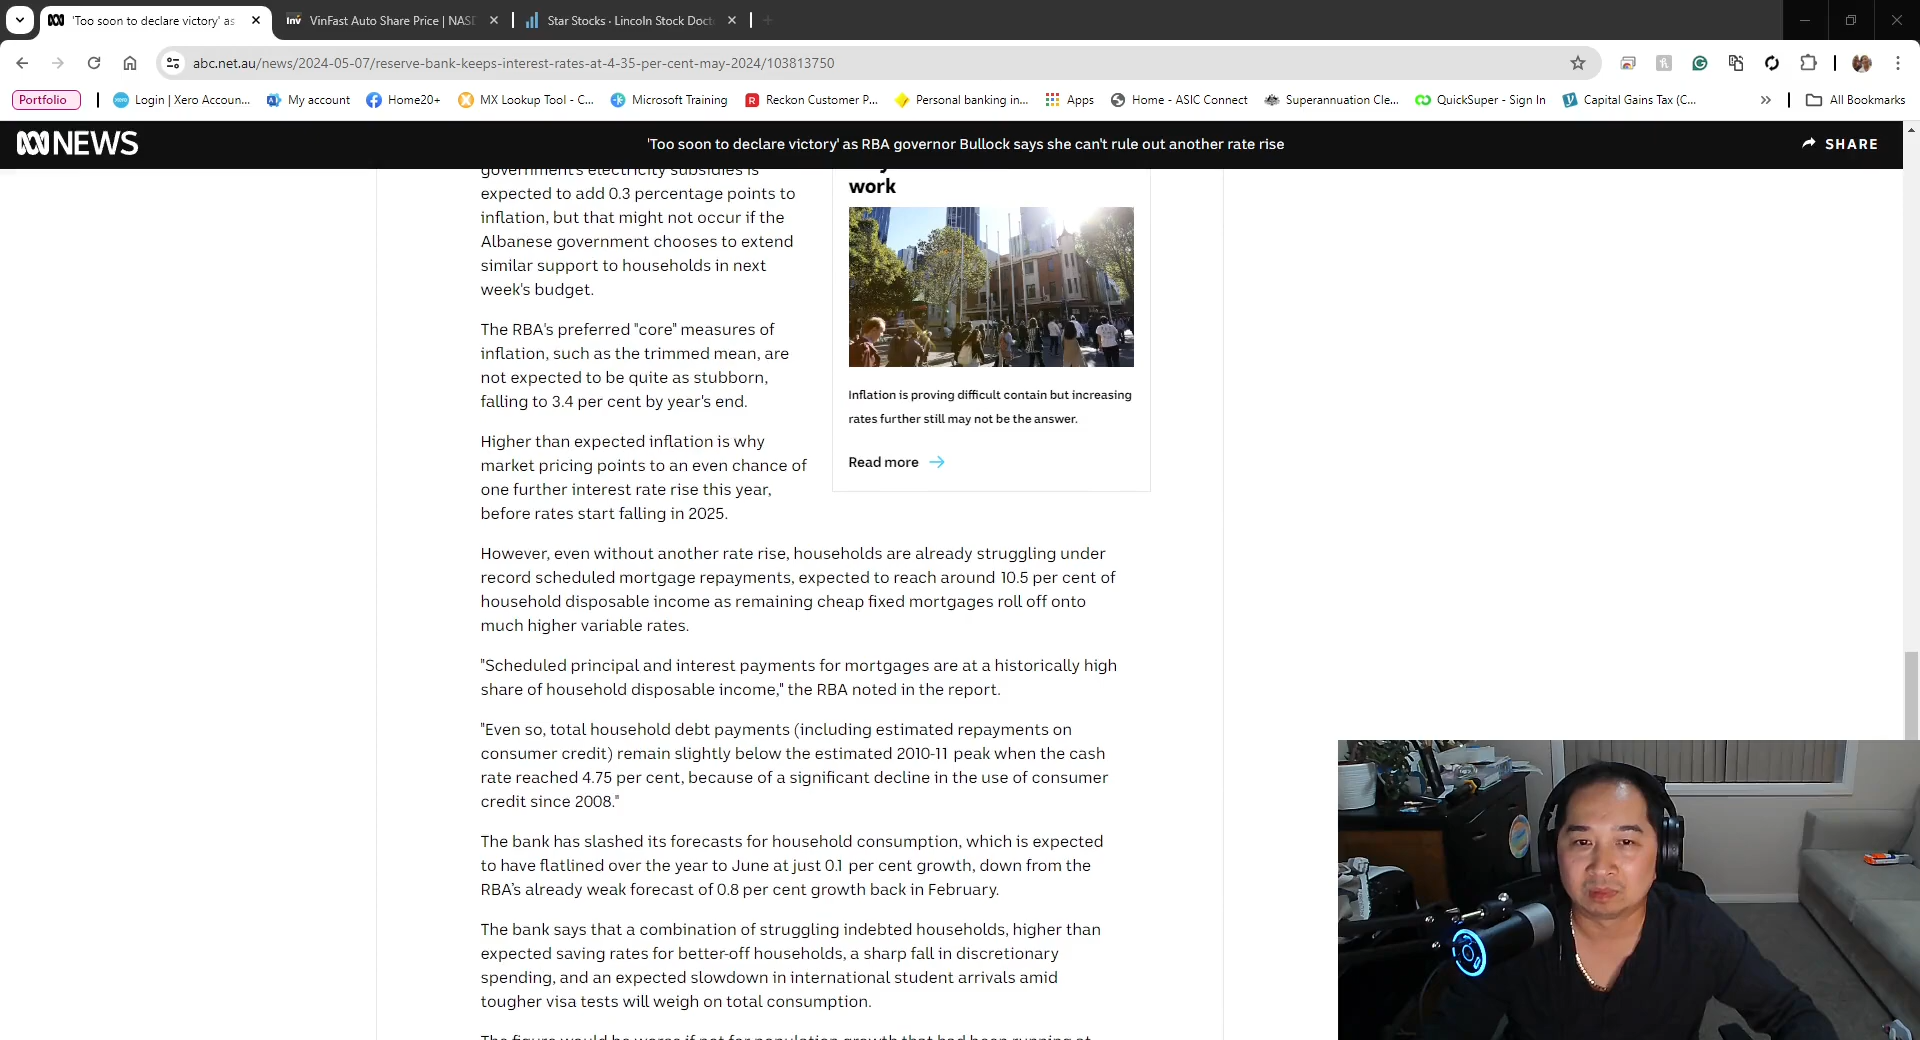 'Too soon to declare victory' as
VinFast Auto Share Price | NASD
Star Stocks · Lincoln Stock Doct
abc.net.au/news/2024-05-07/reserve-bank-keeps-interest-rates-at-4-35-per-cent-may-2024/103813750
Portfolio
Login | Xero Accoun...
My account
Home20+
MX Lookup Tool - C...
Microsoft Training
Reckon Customer P...
Personal banking in...
Apps
Home - ASIC Connect
Superannuation Cle...
QuickSuper - Sign In
Capital Gains Tax (C...
All Bookmarks
NEWS
'Too soon to declare victory' as RBA governor Bullock says she can't rule out another rate rise
SHARE
government's electricity subsidies is
expected to add 0.3 percentage points to
inflation, but that might not occur if the
Albanese government chooses to extend
similar support to households in next
week's budget.
The RBA's preferred "core" measures of
inflation, such as the trimmed mean, are
not expected to be quite as stubborn,
falling to 3.4 per cent by year's end.
Higher than expected inflation is why
market pricing points to an even chance of
one further interest rate rise this year,
before rates start falling in 2025.
work
Inflation is proving difficult contain but increasing
rates further still may not be the answer.
Read more
However, even without another rate rise, households are already struggling under
record scheduled mortgage repayments, expected to reach around 10.5 per cent of
household disposable income as remaining cheap fixed mortgages roll off onto
much higher variable rates.
"Scheduled principal and interest payments for mortgages are at a historically high
share of household disposable income," the RBA noted in the report.
"Even so, total household debt payments (including estimated repayments on
consumer credit) remain slightly below the estimated 2010-11 peak when the cash
rate reached 4.75 per cent, because of a significant decline in the use of consumer
credit since 2008."
The bank has slashed its forecasts for household consumption, which is expected
to have flatlined over the year to June at just 0.1 per cent growth, down from the
RBA's already weak forecast of 0.8 per cent growth back in February.
The bank says that a combination of struggling indebted households, higher than
expected saving rates for better-off households, a sharp fall in discretionary
spending, and an expected slowdown in international student arrivals amid
tougher visa tests will weigh on total consumption.
The figure would be worse if not for population growth that had been running at